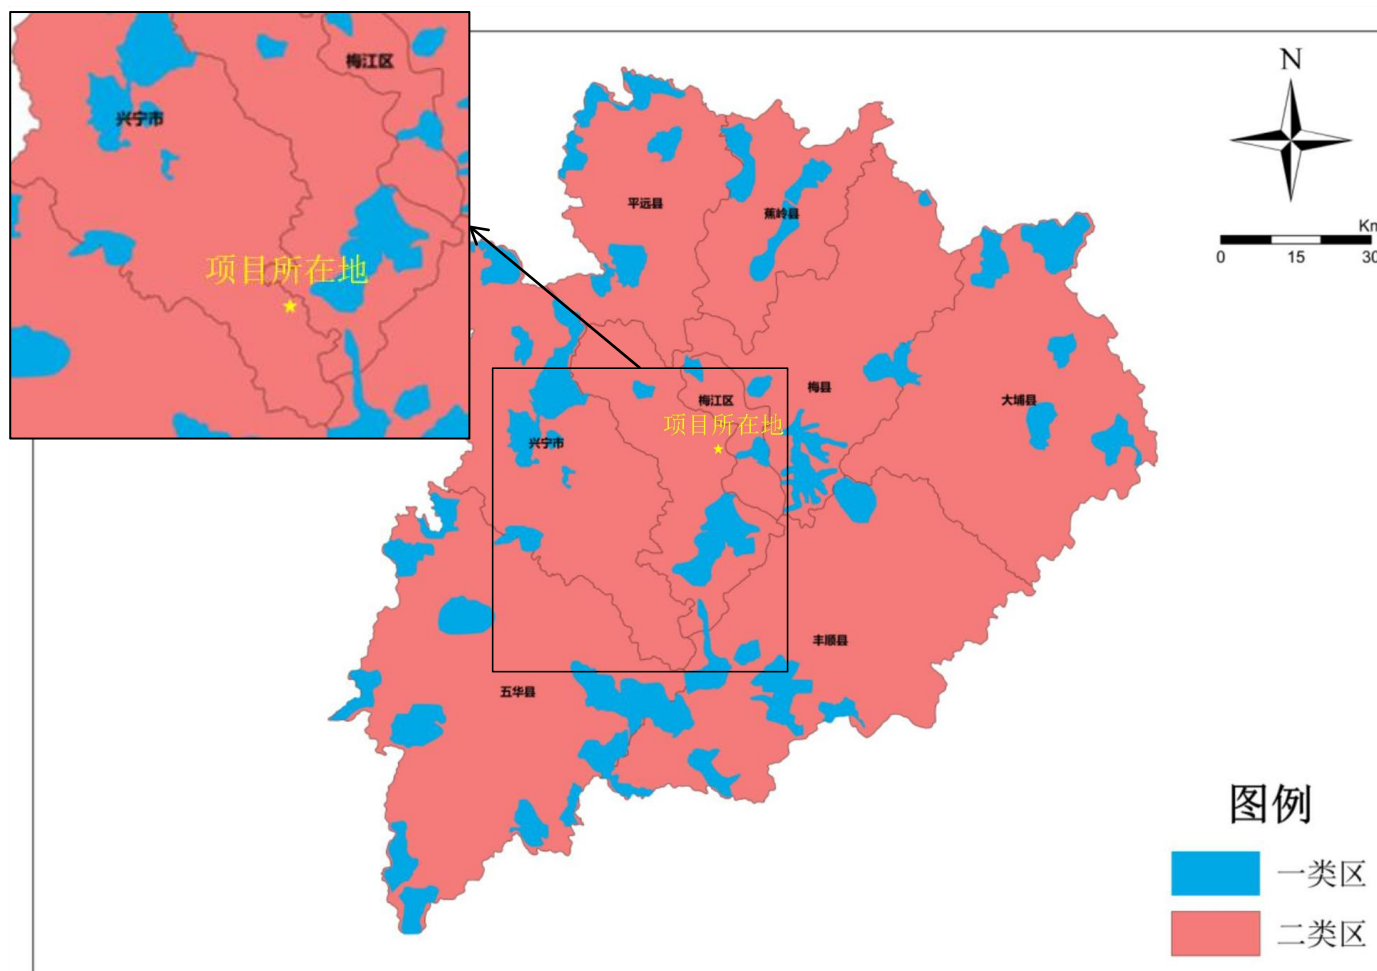 梅江区
兴宁市
项目所在地
N
Km
0 15 30
平远县
蕉岭县
梅县
梅江区
大埔县
项目所在地
兴宁市
丰顺县
五华县
图例
一类区
二类区